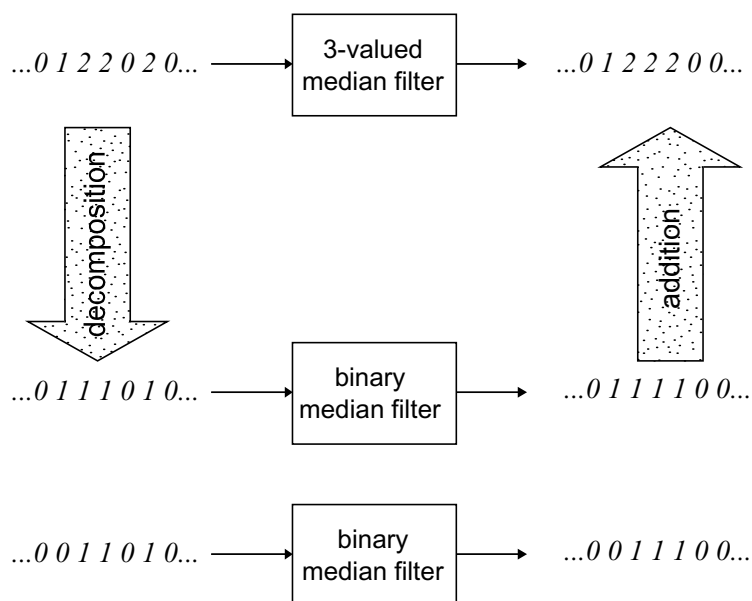 ...0 1 2 2 0 2 0...
3-valued
median filter
...0 1 2 2 2 0 0...
decomposition
addition
...0 1 1 1 0 1 0...
binary
median filter
...0 1 1 1 1 0 0...
...0 0 1 1 0 1 0...
binary
median filter
...0 0 1 1 1 0 0...